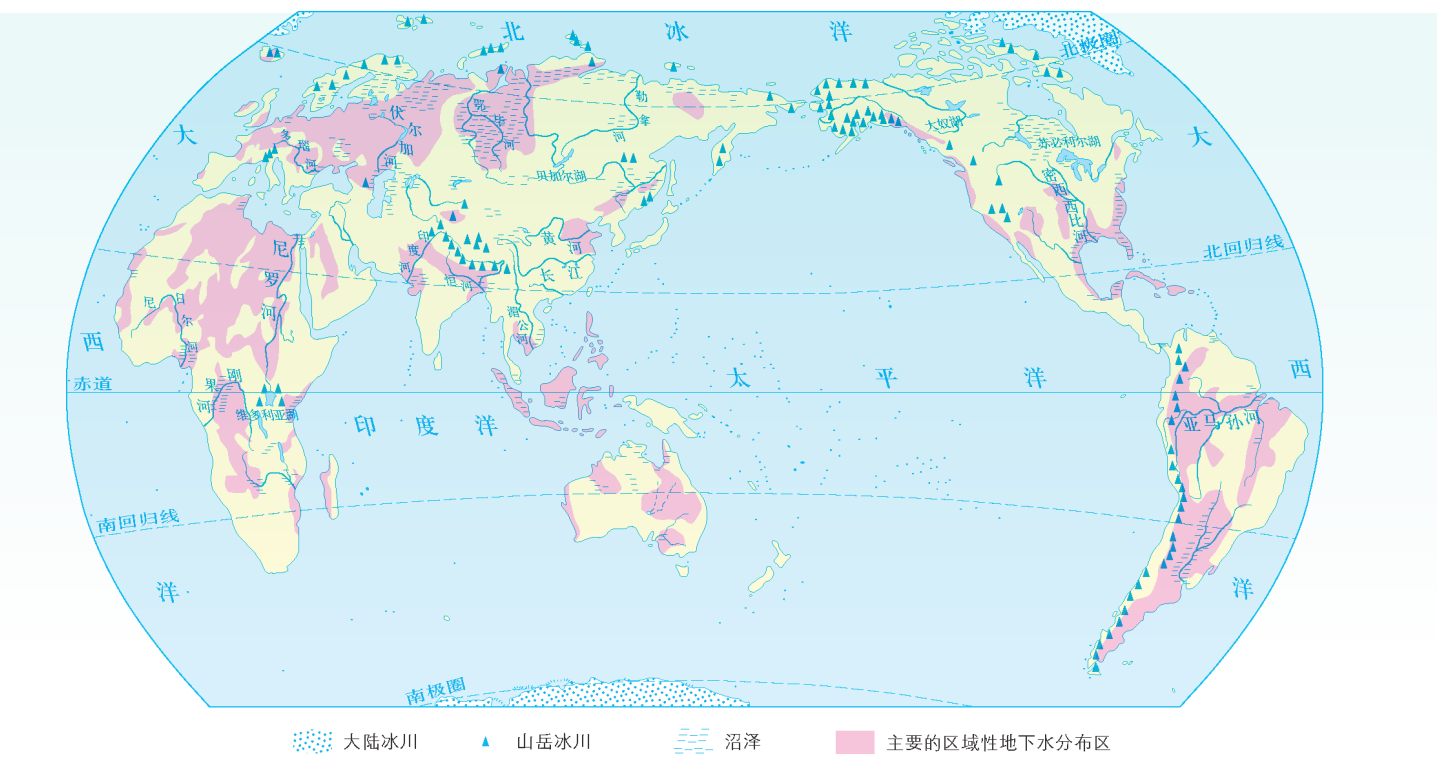 北冰洋
北极圈
大
西
洋
大
西
洋
太平洋
印度洋
伏尔加河
多瑙河
鄂毕河
勒拿河
贝加尔湖
大奴湖
苏必利尔湖
密西西比河
北回归线
黄河
长江
印度河
恒河
湄公河
尼罗河
尼日尔河
刚果河
维多利亚湖
赤道
亚马孙河
南回归线
南极圈
大陆冰川
山岳冰川
沼泽
主要的区域性地下水分布区